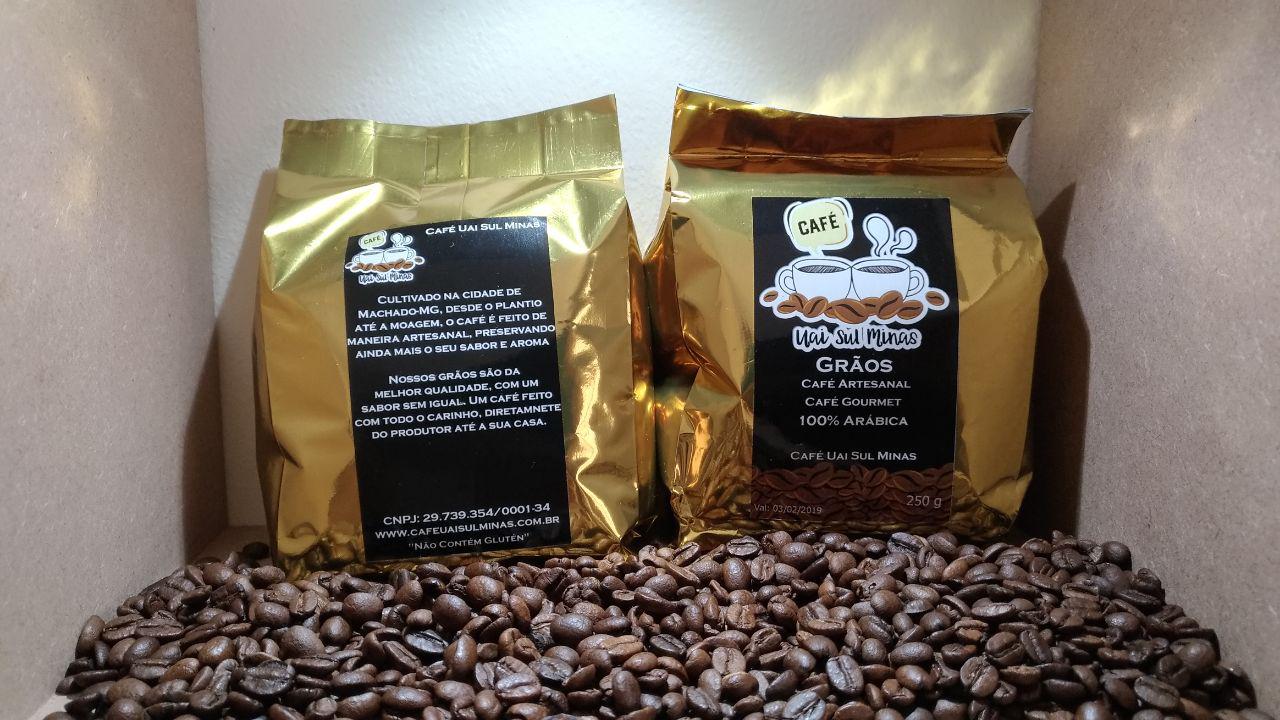 CAFÉ
Uai Sul Minas
CAFÉ UAI SUL MINAS
CULTIVADO NA CIDADE DE
MACHADO-MG, DESDE O PLANTIO
ATÉ A MOAGEM, O CAFÉ É FEITO DE
MANEIRA ARTESANAL, PRESERVANDO
AINDA MAIS O SEU SABOR E AROMA
NOSSOS GRÃOS SÃO DA
MELHOR QUALIDADE, COM UM
SABOR SEM IGUAL. UM CAFÉ FEITO
COM TODO O CARINHO, DIRETAMNETE
DO PRODUTOR ATÉ A SUA CASA.
CNPJ: 29.739.354/0001-34
WWW.CAFEUAISULMINAS.COM.BR
"NÃO CONTÉM GLUTÉN"
CAFÉ
Uai Sul Minas
GRÃOS
CAFÉ ARTESANAL
CAFÉ GOURMET
100% ARÁBICA
CAFÉ UAI SUL MINAS
250 g
Val: 03/02/2019